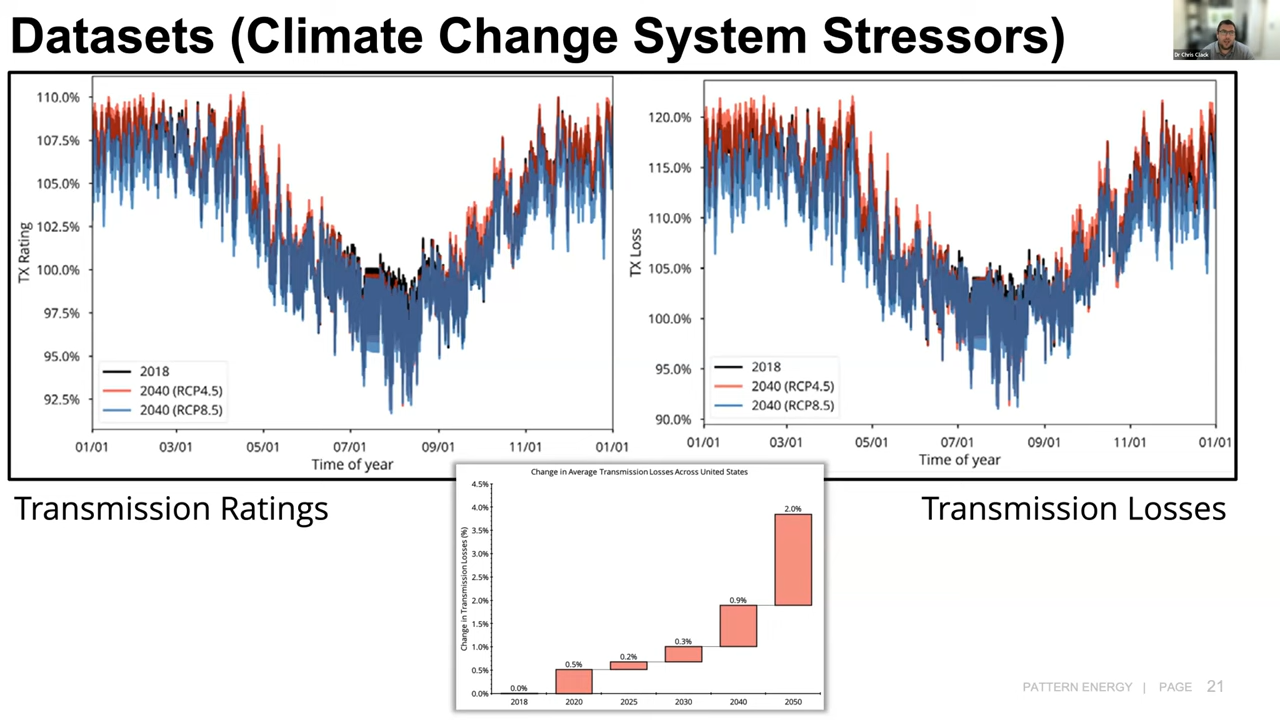 Datasets (Climate Change System Stressors)
Dr Chris Clack
TX Rating
110.0%
107.5%
105.0%
102.5%
100.0%
97.5%
95.0%
92.5%
2018
2040 (RCP4.5)
2040 (RCP8.5)
01/01 03/01 05/01 07/01 09/01 11/01 01/01
Time of year
TX Loss
120.0%
115.0%
110.0%
105.0%
100.0%
95.0%
90.0%
2018
2040 (RCP4.5)
2040 (RCP8.5)
01/01 03/01 05/01 07/01 09/01 11/01 01/01
Time of year
Transmission Ratings
Transmission Losses
Change in Average Transmission Losses Across United States
Change in Transmission Losses (%)
4.5%
4.0%
3.5%
3.0%
2.5%
2.0%
1.5%
1.0%
0.5%
0.0%
0.0%
0.5%
0.2%
0.3%
0.9%
2.0%
2018 2020 2025 2030 2040 2050
PATTERN ENERGY | PAGE 21